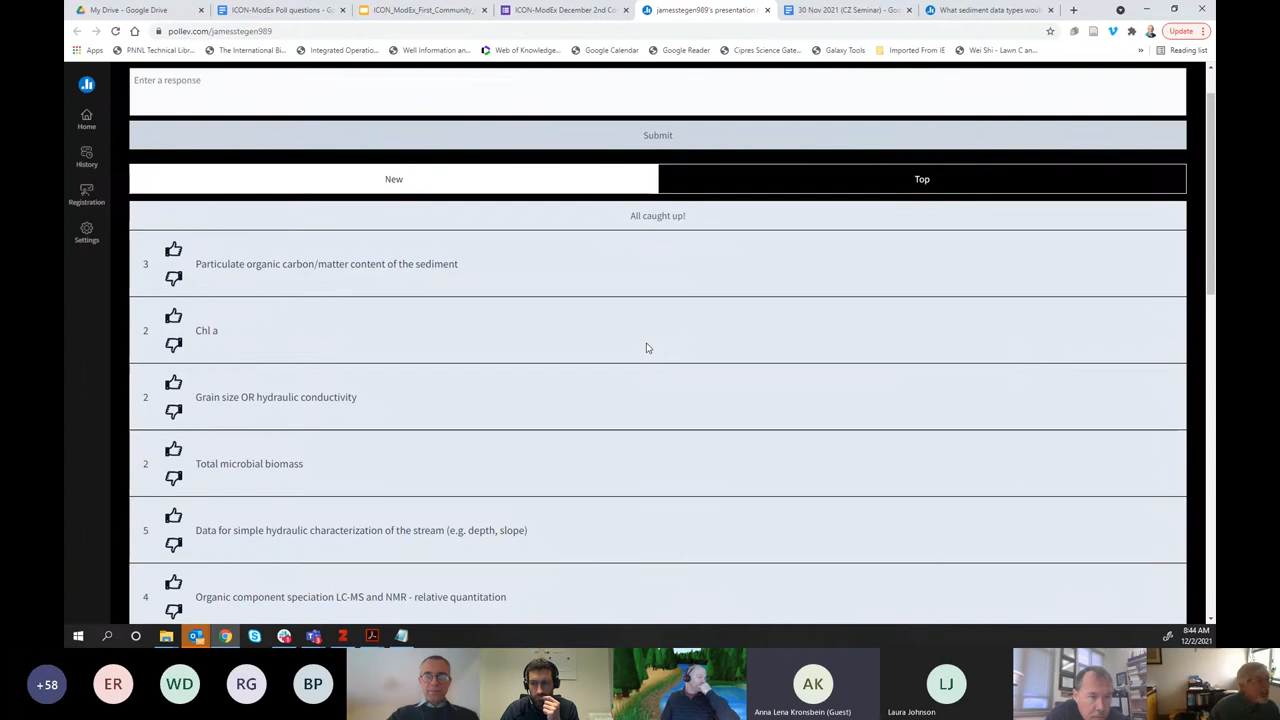 My Drive - Google Drive
ICON-ModEx Poll questions - Go
ICON_ModEx_First_Community_
ICON-ModEx December 2nd Co
jamesstegen989's presentation
30 Nov 2021 (CZ Seminar) - Goo
What sediment data types woul
pollev.com/jamesstegen989
Update
Apps
PNNL Technical Libr...
The International Bi...
Integrated Operatio...
Well Information an...
Web of Knowledge...
Google Calendar
Google Reader
Cipres Science Gate...
Galaxy Tools
Imported From IE
Wei Shi - Lawn C an...
»
Reading list
Home
History
Registration
Settings
Enter a response
Submit
New
Top
All caught up!
3 Particulate organic carbon/matter content of the sediment
2 Chl a
2 Grain size OR hydraulic conductivity
2 Total microbial biomass
5 Data for simple hydraulic characterization of the stream (e.g. depth, slope)
4 Organic component speciation LC-MS and NMR - relative quantitation
8:44 AM
12/2/2021
+58
ER
WD
RG
BP
AK
Anna Lena Kronsbein (Guest)
LJ
Laura Johnson